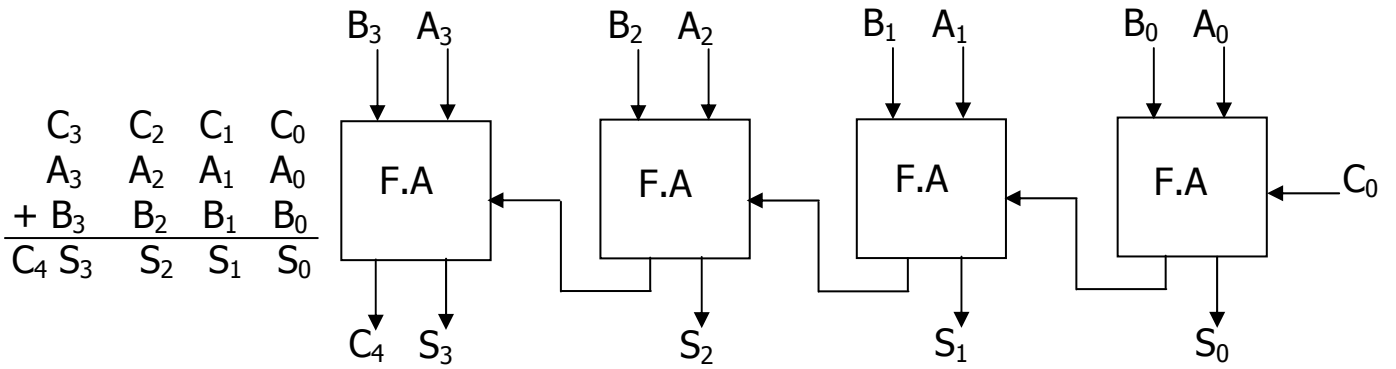 B₃ A₃ B₂ A₂ B₁ A₁ B₀ A₀
C₃ C₂ C₁ C₀
A₃ A₂ A₁ A₀
+ B₃ B₂ B₁ B₀
C₄ S₃ S₂ S₁ S₀
F.A F.A F.A F.A C₀
C₄ S₃ S₂ S₁ S₀